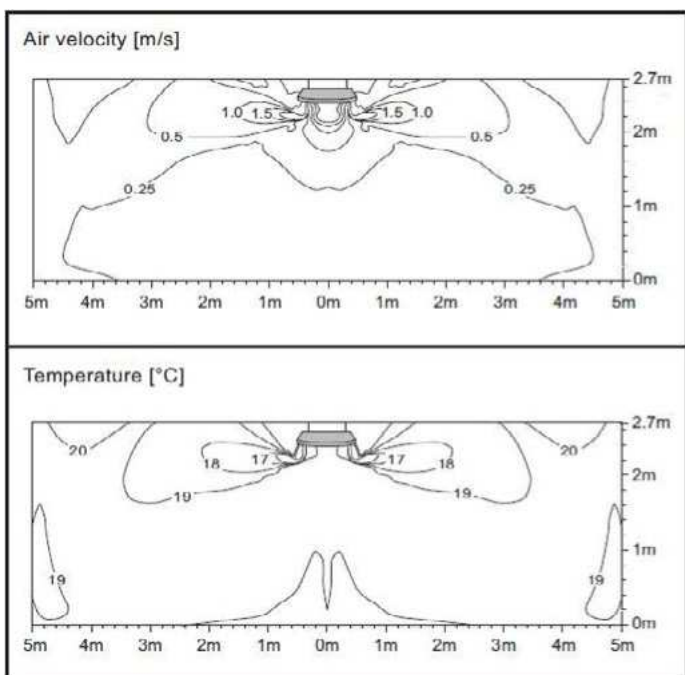 Air velocity [m/s]
2.7m
1.0 1.5 1.5 1.0
2m
0.5 0.5
0.25 0.25
1m
0m
5m 4m 3m 2m 1m 0m 1m 2m 3m 4m 5m
Temperature [°C]
2.7m
20 20
18 17 17 18
2m
19 19
1m
19 19
0m
5m 4m 3m 2m 1m 0m 1m 2m 3m 4m 5m